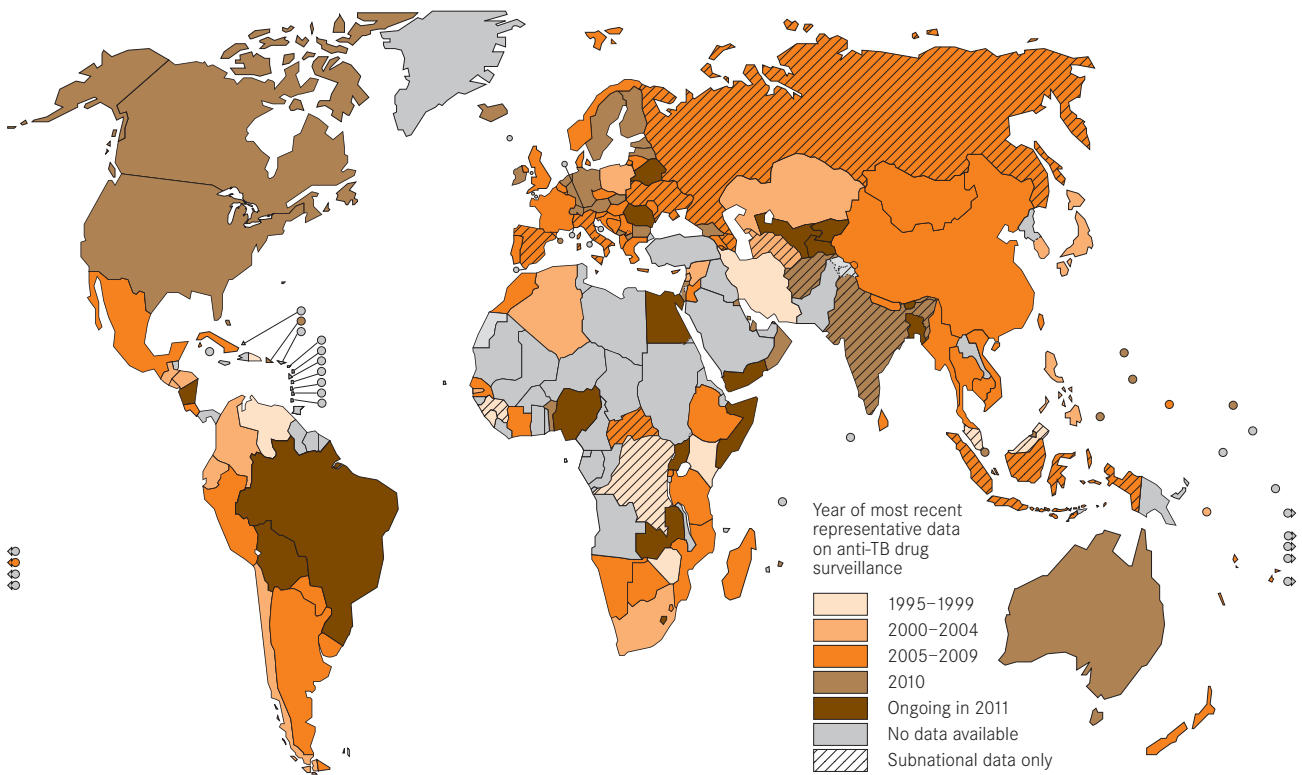 Year of most recent
representative data
on anti-TB drug
surveillance
1995–1999
2000–2004
2005–2009
2010
Ongoing in 2011
No data available
Subnational data only